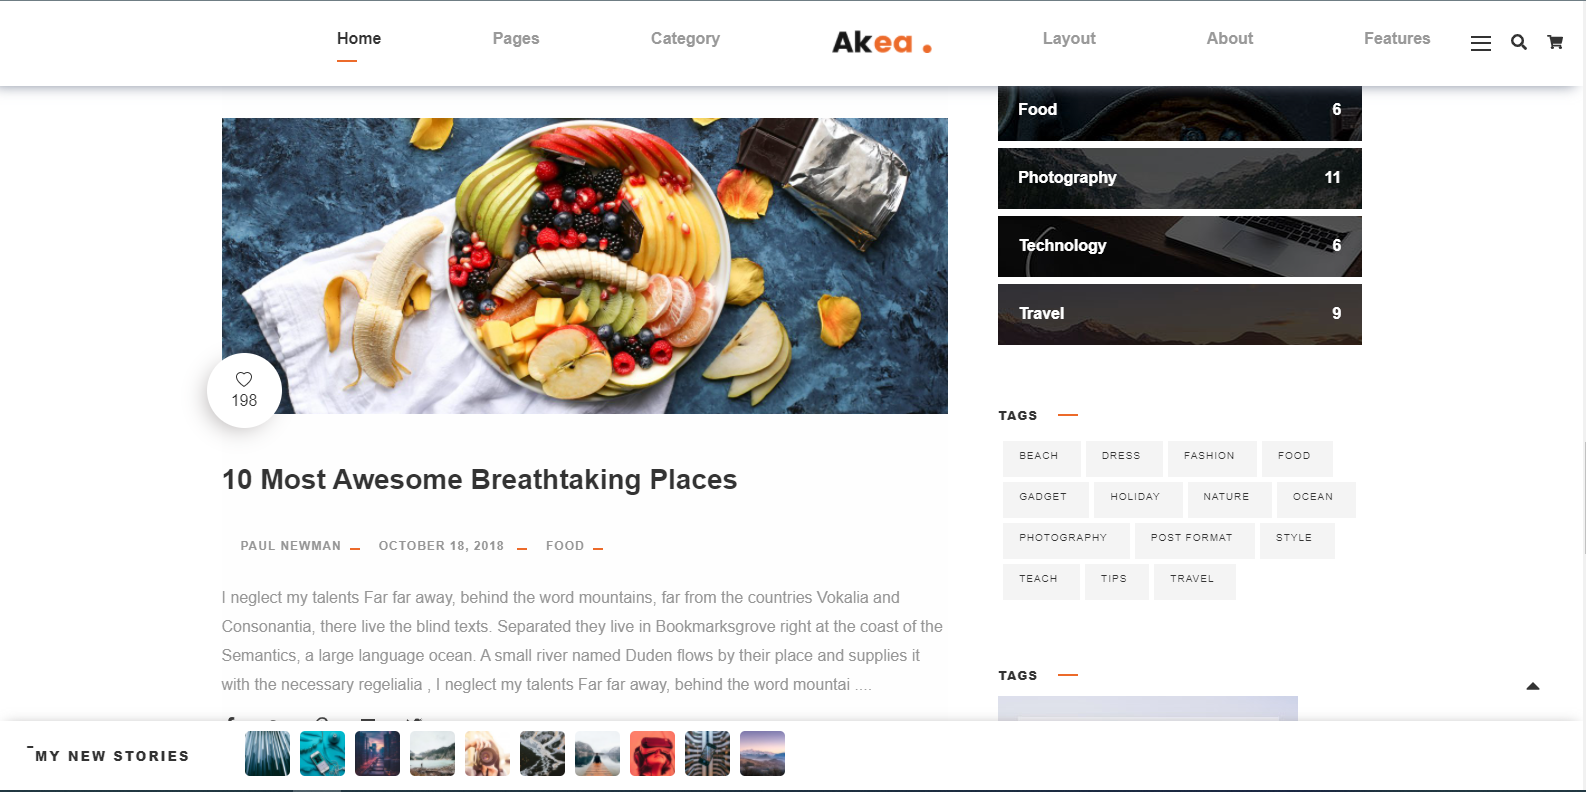 Home Pages Category Akea . Layout About Features
Food 6
Photography 11
Technology 6
Travel 9
198
10 Most Awesome Breathtaking Places
PAUL NEWMAN OCTOBER 18, 2018 FOOD
I neglect my talents Far far away, behind the word mountains, far from the countries Vokalia and
Consonantia, there live the blind texts. Separated they live in Bookmarksgrove right at the coast of the
Semantics, a large language ocean. A small river named Duden flows by their place and supplies it
with the necessary regelialia , I neglect my talents Far far away, behind the word mountai ....
TAGS
BEACH DRESS FASHION FOOD
GADGET HOLIDAY NATURE OCEAN
PHOTOGRAPHY POST FORMAT STYLE
TEACH TIPS TRAVEL
TAGS
MY NEW STORIES